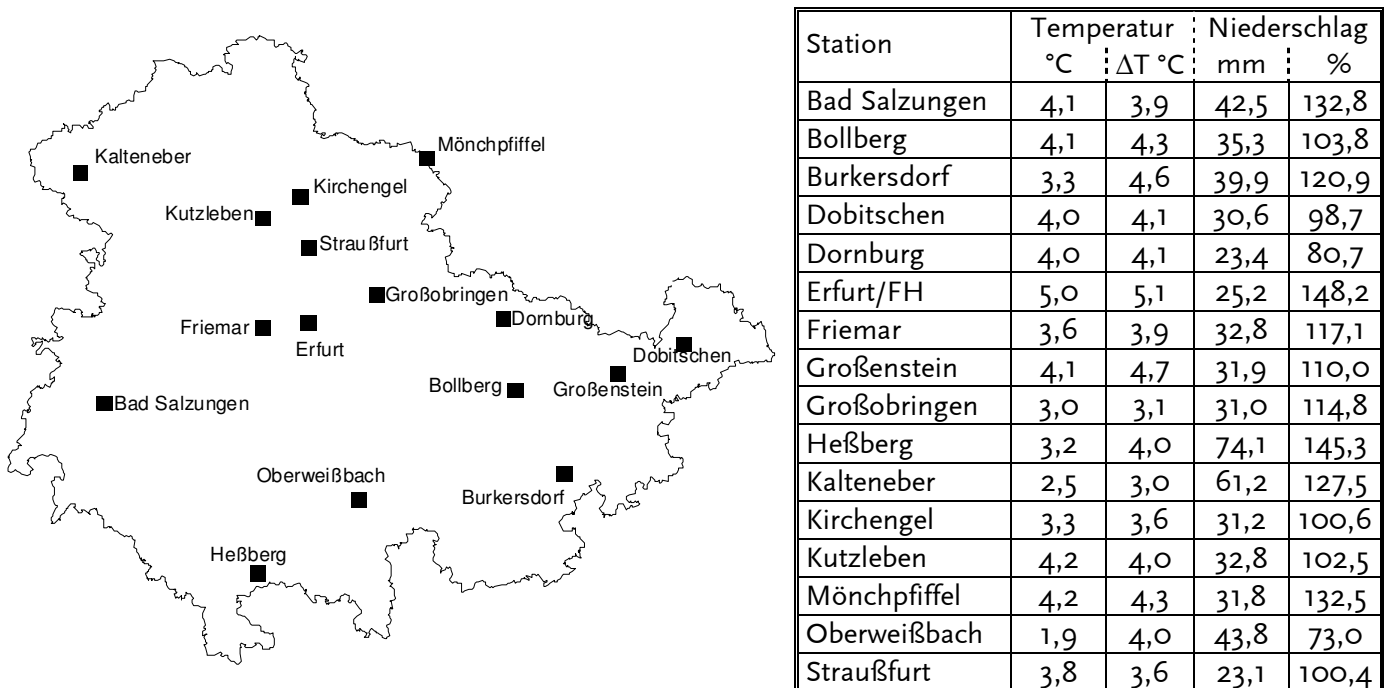 Kalteneber
Mönchpfiffel
Kirchengel
Kutzleben
Straußfurt
Großobringen
Friemar
Erfurt
Dornburg
Dobitschen
Bollberg
Großenstein
Bad Salzungen
Oberweißbach
Burkersdorf
Heßberg
Station Temperatur Niederschlag
°C ΔT °C mm %
Bad Salzungen 4,1 3,9 42,5 132,8
Bollberg 4,1 4,3 35,3 103,8
Burkersdorf 3,3 4,6 39,9 120,9
Dobitschen 4,0 4,1 30,6 98,7
Dornburg 4,0 4,1 23,4 80,7
Erfurt/FH 5,0 5,1 25,2 148,2
Friemar 3,6 3,9 32,8 117,1
Großenstein 4,1 4,7 31,9 110,0
Großobringen 3,0 3,1 31,0 114,8
Heßberg 3,2 4,0 74,1 145,3
Kalteneber 2,5 3,0 61,2 127,5
Kirchengel 3,3 3,6 31,2 100,6
Kutzleben 4,2 4,0 32,8 102,5
Mönchpfiffel 4,2 4,3 31,8 132,5
Oberweißbach 1,9 4,0 43,8 73,0
Straußfurt 3,8 3,6 23,1 100,4